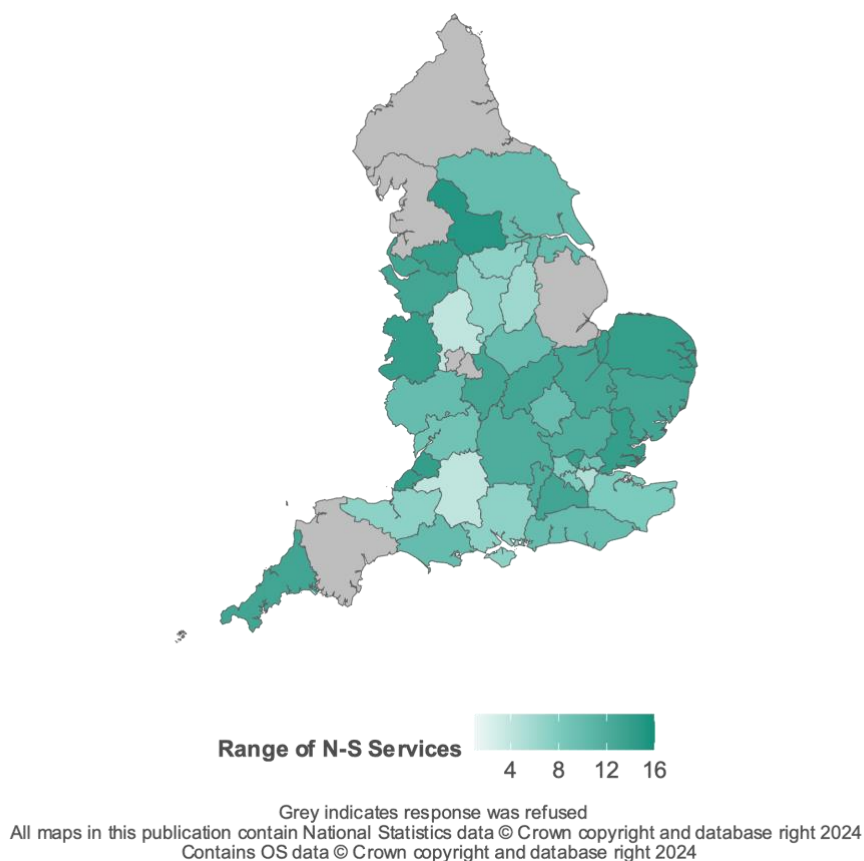 Range of N-S Services
4 8 12 16
Grey indicates response was refused
All maps in this publication contain National Statistics data © Crown copyright and database right 2024
Contains OS data © Crown copyright and database right 2024